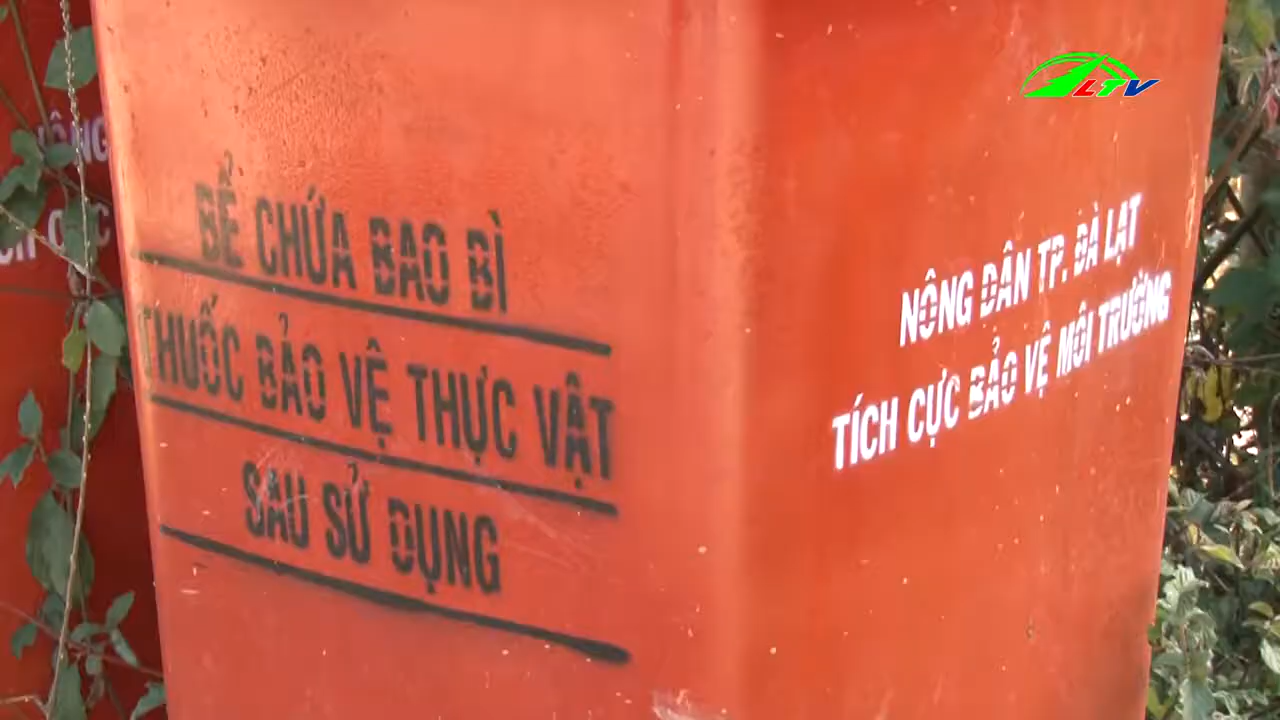 BỂ CHỨA BAO BÌ
THUỐC BẢO VỆ THỰC VẬT
SAU SỬ DỤNG
NÔNG DÂN TP. ĐÀ LẠT
TÍCH CỰC BẢO VỆ MÔI TRƯỜNG
LTV